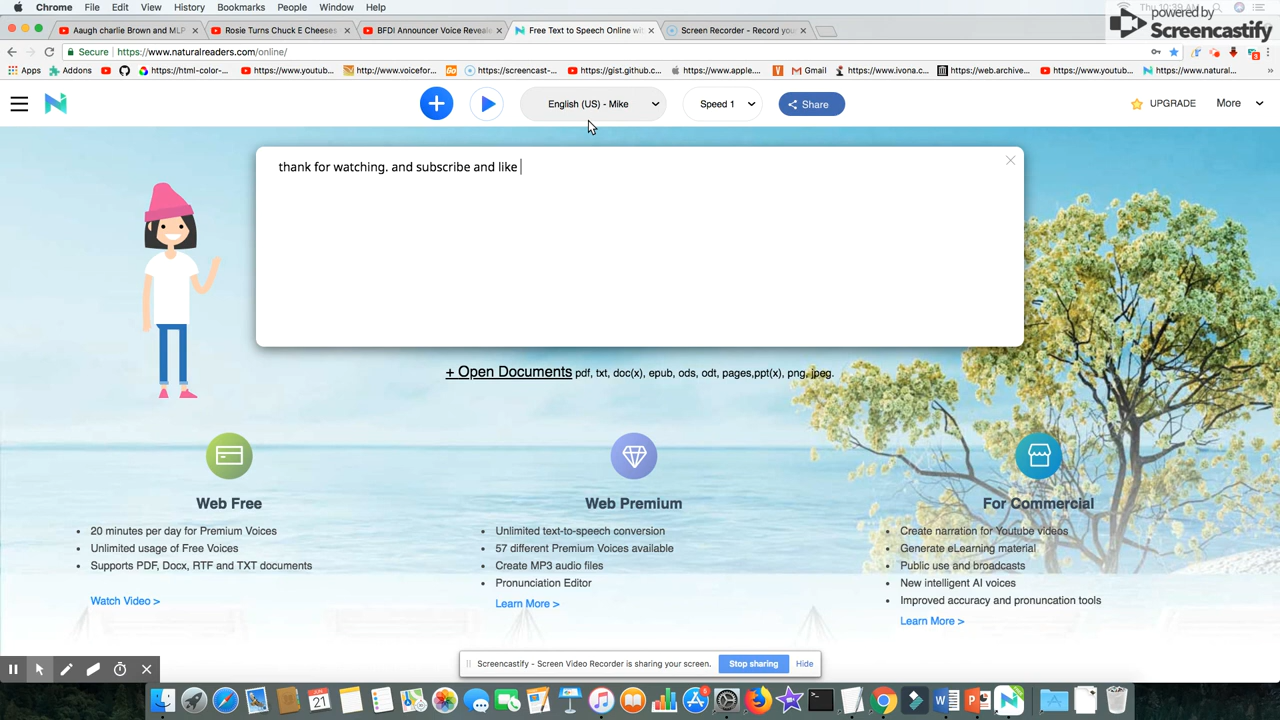 Chrome File Edit View History Bookmarks People Window Help
Thu 10:39 AM
powered by
Screencastify
Aaugh charlie Brown and MLP
Rosie Turns Chuck E Cheeses
BFDI Announcer Voice Reveale
Free Text to Speech Online wi
Screen Recorder - Record you
Secure https://www.naturalreaders.com/online/
Apps Addons https://html-color-... https://www.youtub... http://www.voicefor... Go https://screencast-... https://gist.github.c... https://www.apple.... Gmail https://www.ivona.c... https://web.archive... https://www.youtub... https://www.natural... »
English (US) - Mike Speed 1 Share UPGRADE More
thank for watching. and subscribe and like
+ Open Documents pdf, txt, doc(x), epub, ods, odt, pages,ppt(x), png, jpeg.
Web Free
• 20 minutes per day for Premium Voices
• Unlimited usage of Free Voices
• Supports PDF, Docx, RTF and TXT documents
Watch Video >
Web Premium
• Unlimited text-to-speech conversion
• 57 different Premium Voices available
• Create MP3 audio files
• Pronunciation Editor
Learn More >
For Commercial
• Create narration for Youtube videos
• Generate eLearning material
• Public use and broadcasts
• New intelligent AI voices
• Improved accuracy and pronuncation tools
Learn More >
Screencastify - Screen Video Recorder is sharing your screen. Stop sharing Hide